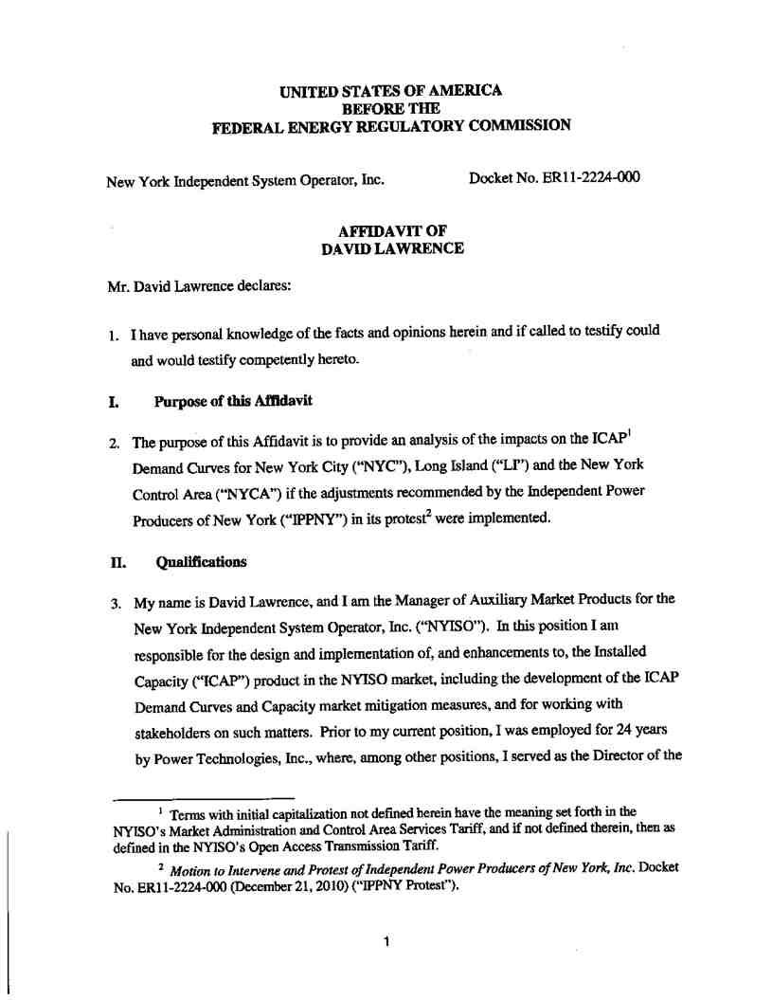 UNITED STATES OF AMERICA
BEFORE THE
FEDERAL ENERGY REGULATORY COMMISSION
New York Independent System Operator, Inc. Docket No. ER11-2224-000
AFFIDAVIT OF
DAVID LAWRENCE
Mr. David Lawrence declares:
1. I have personal knowledge of the facts and opinions herein and if called to testify could
and would testify competently hereto.
I. Purpose of this Affidavit
2. The purpose of this Affidavit is to provide an analysis of the impacts on the ICAP¹
Demand Curves for New York City (“NYC”), Long Island (“LI”) and the New York
Control Area (“NYCA”) if the adjustments recommended by the Independent Power
Producers of New York (“IPPNY”) in its protest² were implemented.
II. Qualifications
3. My name is David Lawrence, and I am the Manager of Auxiliary Market Products for the
New York Independent System Operator, Inc. (“NYISO”). In this position I am
responsible for the design and implementation of, and enhancements to, the Installed
Capacity (“ICAP”) product in the NYISO market, including the development of the ICAP
Demand Curves and Capacity market mitigation measures, and for working with
stakeholders on such matters. Prior to my current position, I was employed for 24 years
by Power Technologies, Inc., where, among other positions, I served as the Director of the
¹ Terms with initial capitalization not defined herein have the meaning set forth in the
NYISO’s Market Administration and Control Area Services Tariff, and if not defined therein, then as
defined in the NYISO’s Open Access Transmission Tariff.
² Motion to Intervene and Protest of Independent Power Producers of New York, Inc. Docket
No. ER11-2224-000 (December 21, 2010) (“IPPNY Protest”).
1